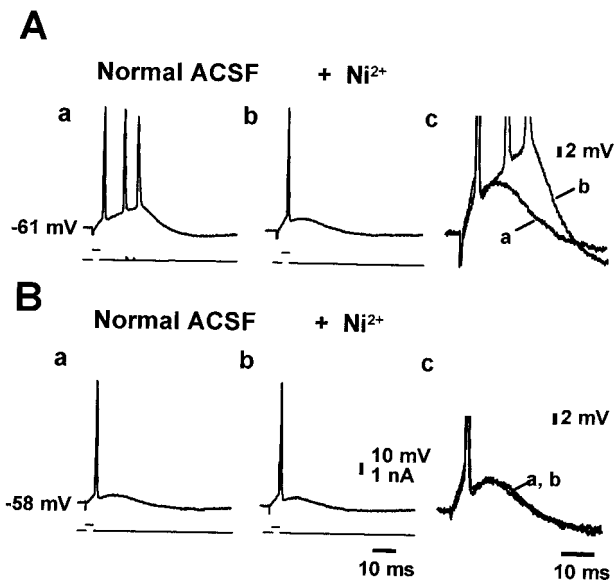 A
Normal ACSF + Ni²⁺
a b c
2 mV
b
-61 mV
a
B
Normal ACSF + Ni²⁺
a b c
2 mV
10 mV
1 nA
a, b
-58 mV
10 ms 10 ms